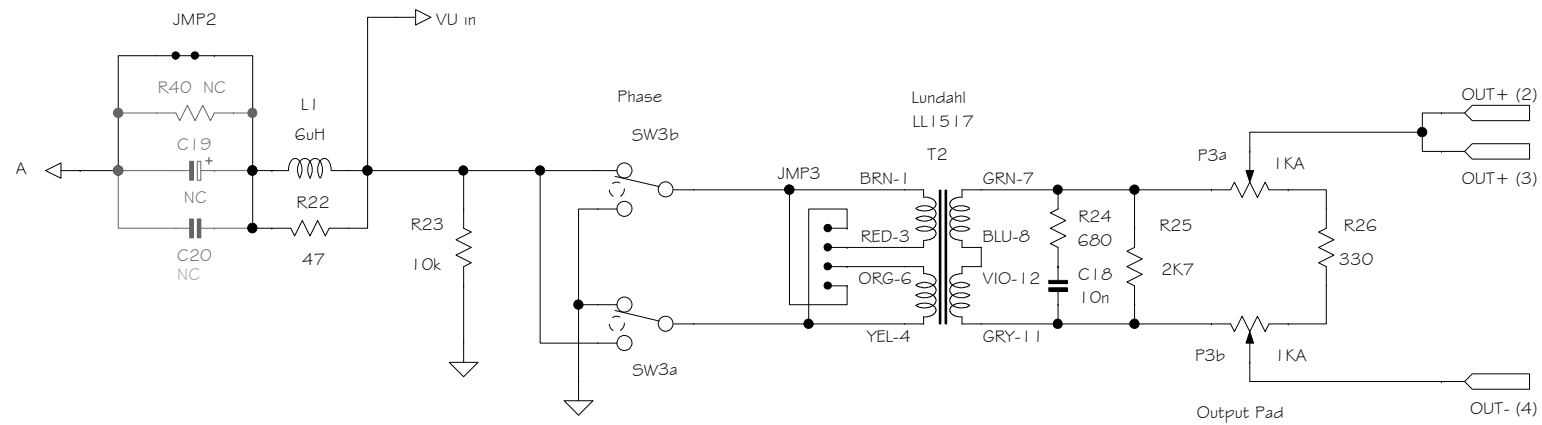 JMP2
VU in
R40 NC
L1
6uH
C19
+
NC
A
R22
47
C20
NC
R23
10k
Phase
SW3b
SW3a
Lundahl
LL1517
T2
JMP3
BRN-1
GRN-7
RED-3
BLU-8
ORG-6
VIO-12
YEL-4
GRY-11
R24
680
C18
10n
R25
2K7
P3a
1KA
R26
330
P3b
1KA
Output Pad
OUT+ (2)
OUT+ (3)
OUT- (4)